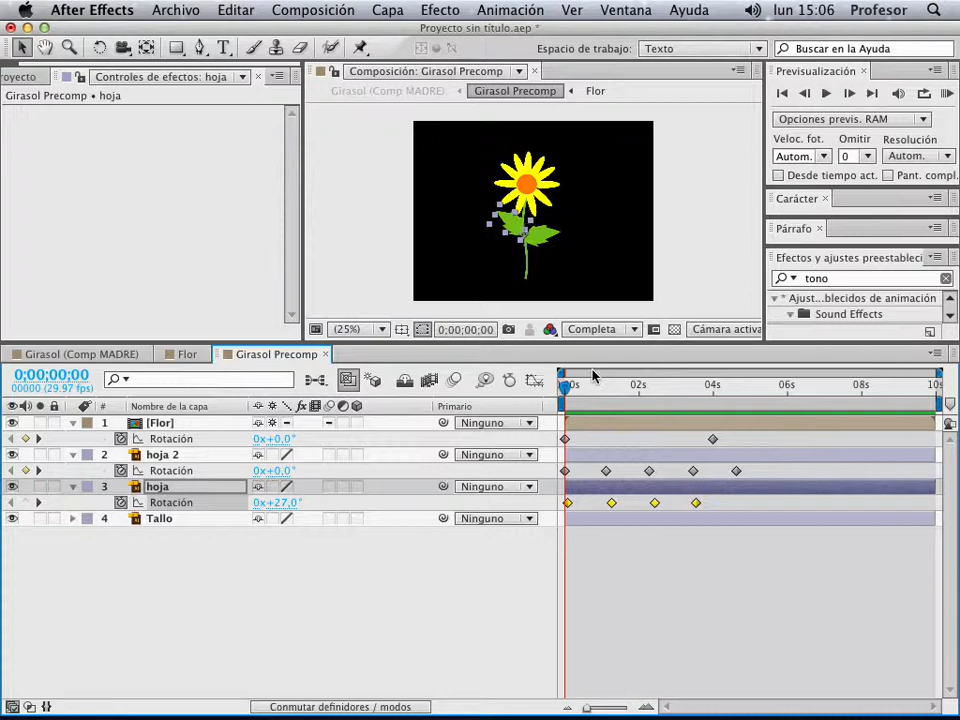 After Effects Archivo Editar Composición Capa Efecto Animación Ver Ventana Ayuda lun 15:06 Profesor
Proyecto sin título.aep *
Espacio de trabajo: Texto Buscar en la Ayuda
royecto Controles de efectos: hoja Composición: Girasol Precomp Previsualización
Girasol Precomp • hoja Girasol (Comp MADRE) Girasol Precomp Flor
Opciones previs. RAM
Veloc. fot. Omitir Resolución
Autom. 0 Autom.
Desde tiempo act. Pant. compl.
Carácter
Párrafo
Efectos y ajustes preestableci
tono
* Ajust...blecidos de animación
Sound Effects
(25%) 0;00;00;00 Completa Cámara activa
Girasol (Comp MADRE) Flor Girasol Precomp
0;00;00;00
00000 (29.97 fps)
02s 04s 06s 08s 10s
# Nombre de la capa Primario
1 [Flor] Ninguno
Rotación 0x+0,0°
2 hoja 2 Ninguno
Rotación 0x+0,0°
3 hoja Ninguno
Rotación 0x+27,0°
4 Tallo Ninguno
Conmutar definiciones / modos